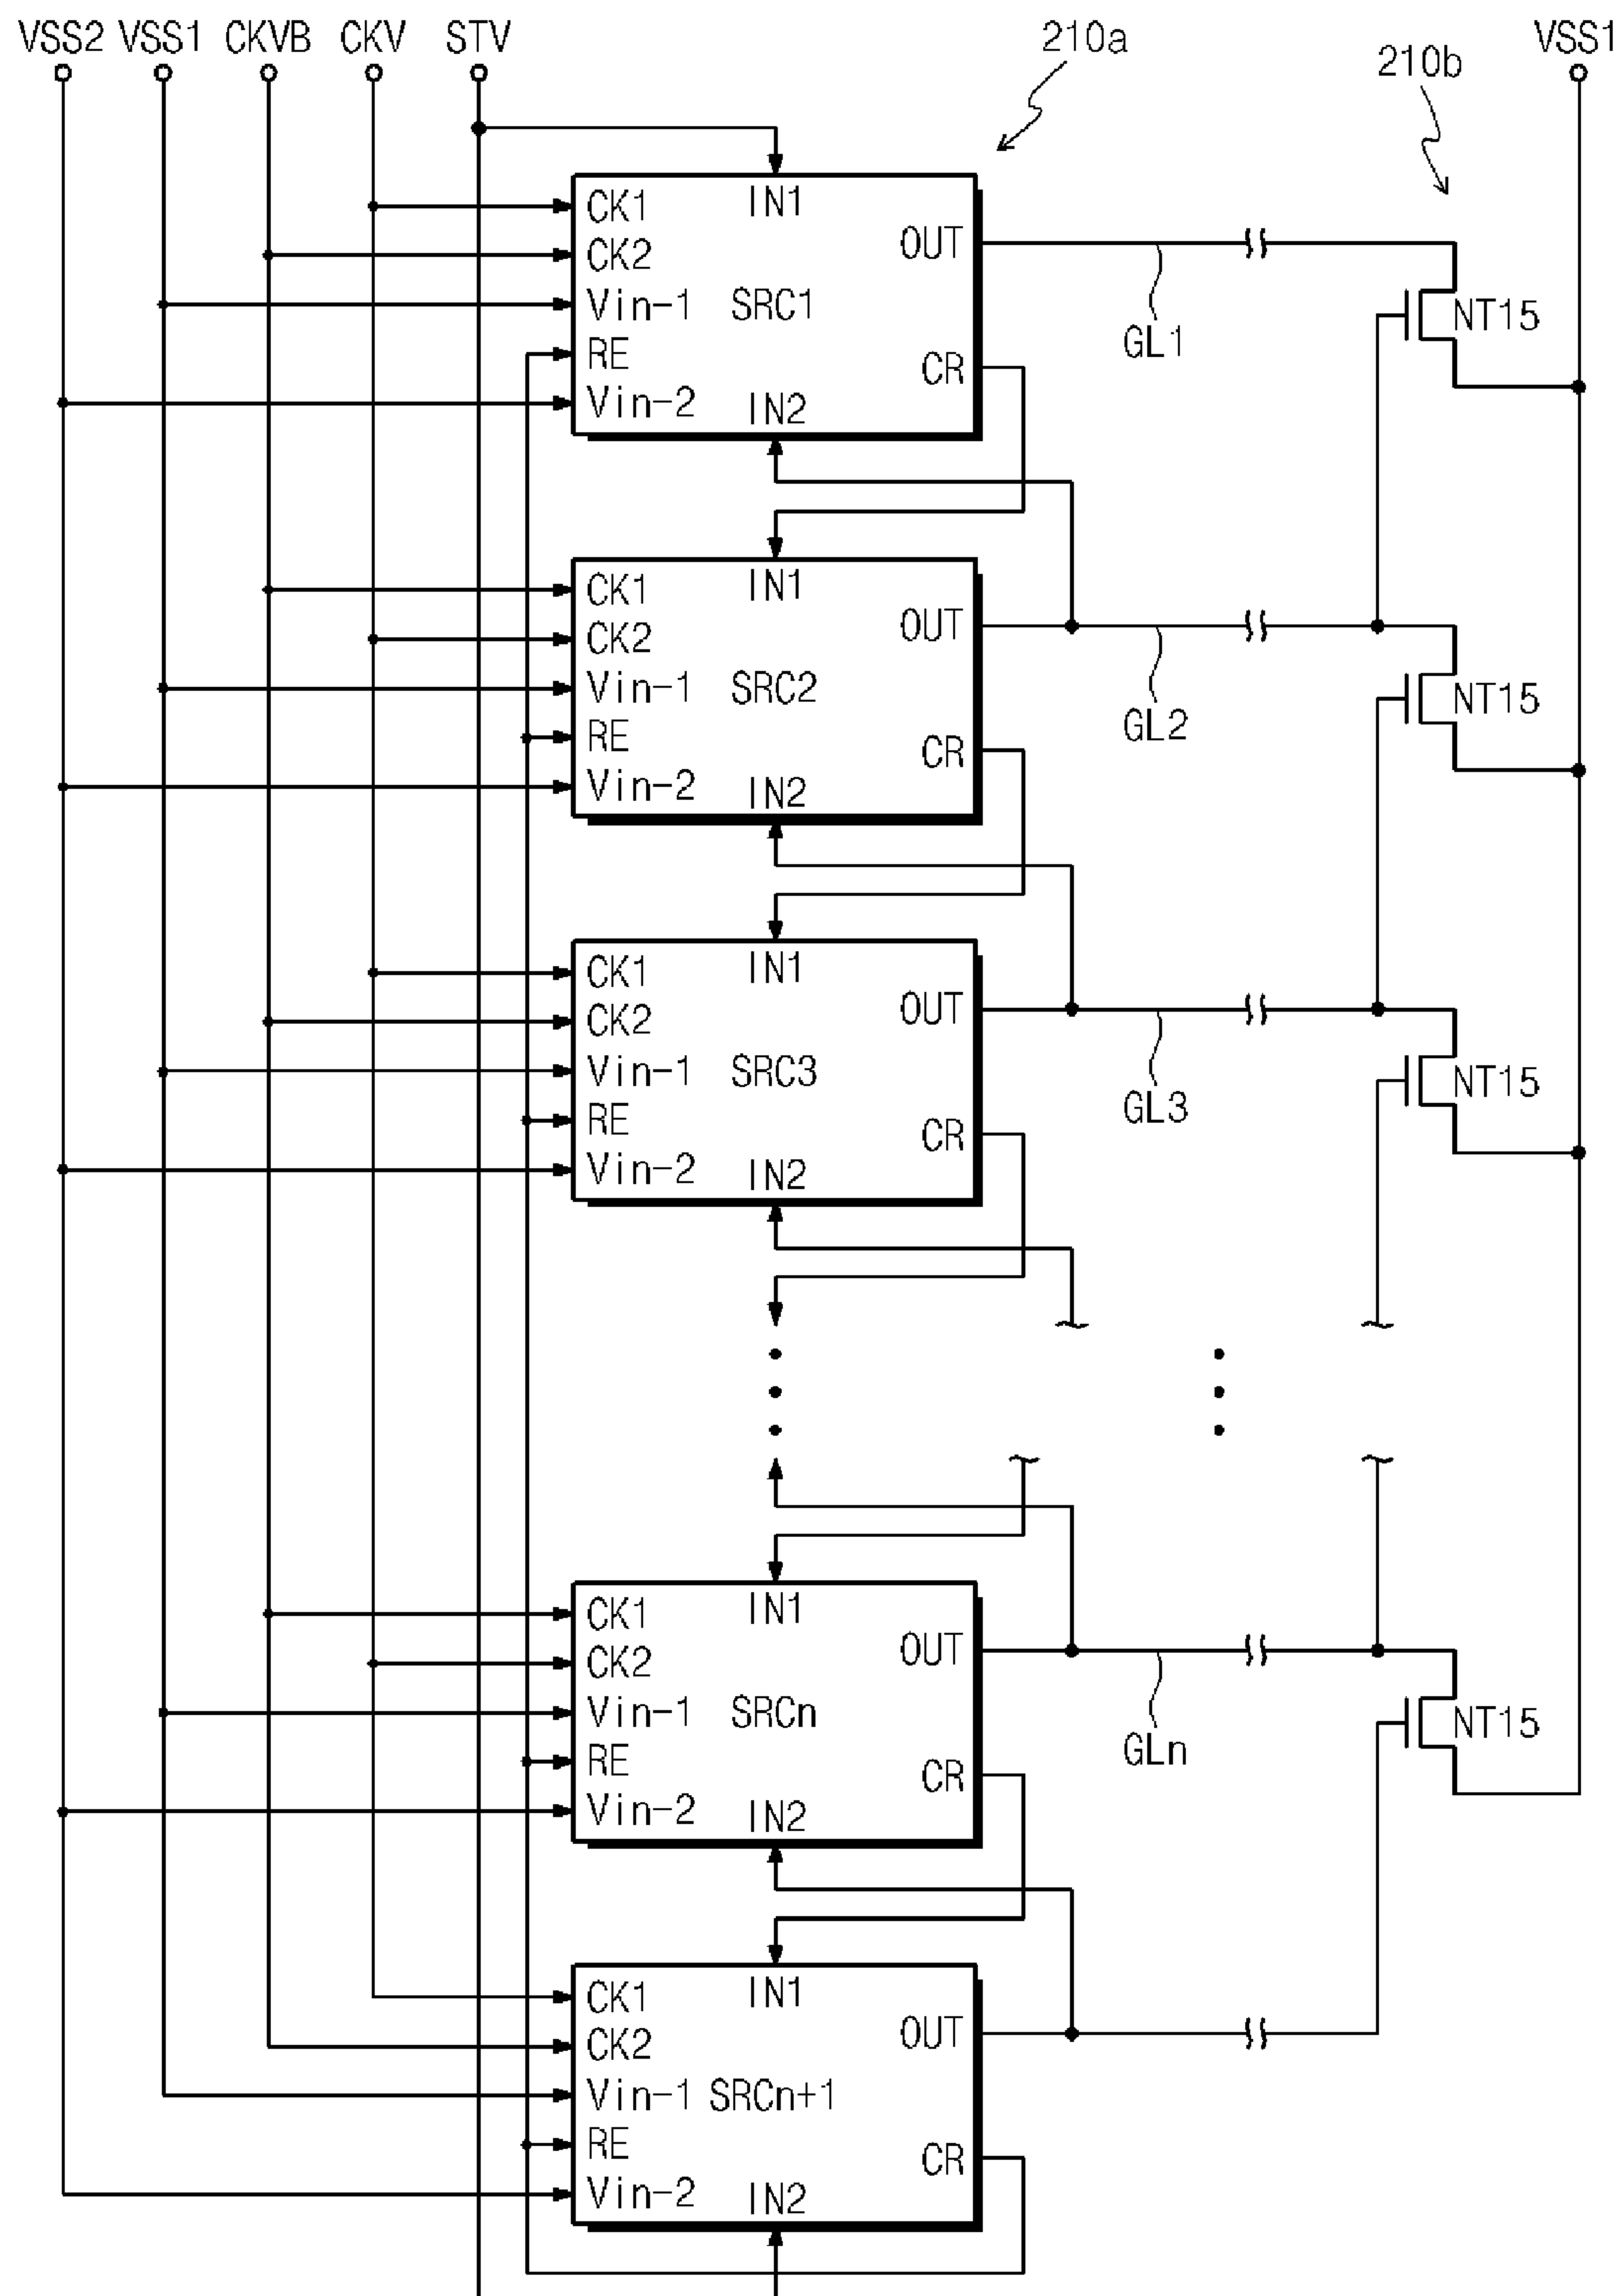 VSS2 VSS1 CKVB CKV STV 210a 210b VSS1
CK1 IN1
OUT
CK2
Vin-1 SRC1 NT15
RE GL1
CR
Vin-2 IN2
CK1 IN1
OUT
CK2
Vin-1 SRC2 NT15
RE GL2
CR
Vin-2 IN2
CK1 IN1
OUT
CK2
Vin-1 SRC3 NT15
RE GL3
CR
Vin-2 IN2
CK1 IN1
OUT
CK2
Vin-1 SRCn NT15
RE GLn
CR
Vin-2 IN2
CK1 IN1
OUT
CK2
Vin-1 SRCn+1
RE
CR
Vin-2 IN2